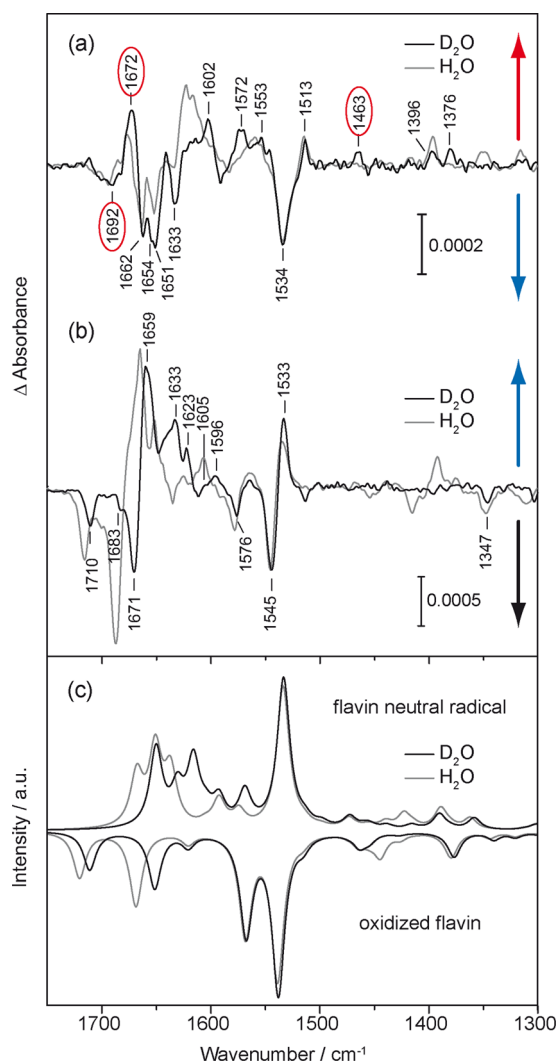 (a)
D₂O
H₂O
1672
1602
1572
1553
1513
1463
1396
1376
1692
1662
1654
1651
1633
1534
0.0002
Δ Absorbance
(b)
1659
1633
1623
1605
1596
1533
D₂O
H₂O
1710
1683
1671
1576
1545
1347
0.0005
(c)
flavin neutral radical
D₂O
H₂O
oxidized flavin
Intensity / a.u.
1700
1600
1500
1400
1300
Wavenumber / cm⁻¹